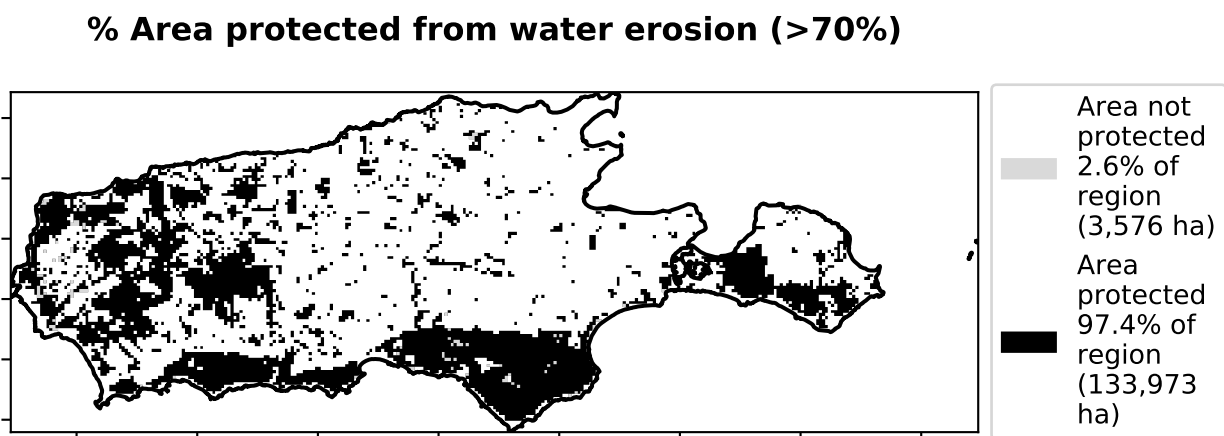 % Area protected from water erosion (>70%)
Area not
protected
2.6% of
region
(3,576 ha)
Area
protected
97.4% of
region
(133,973
ha)